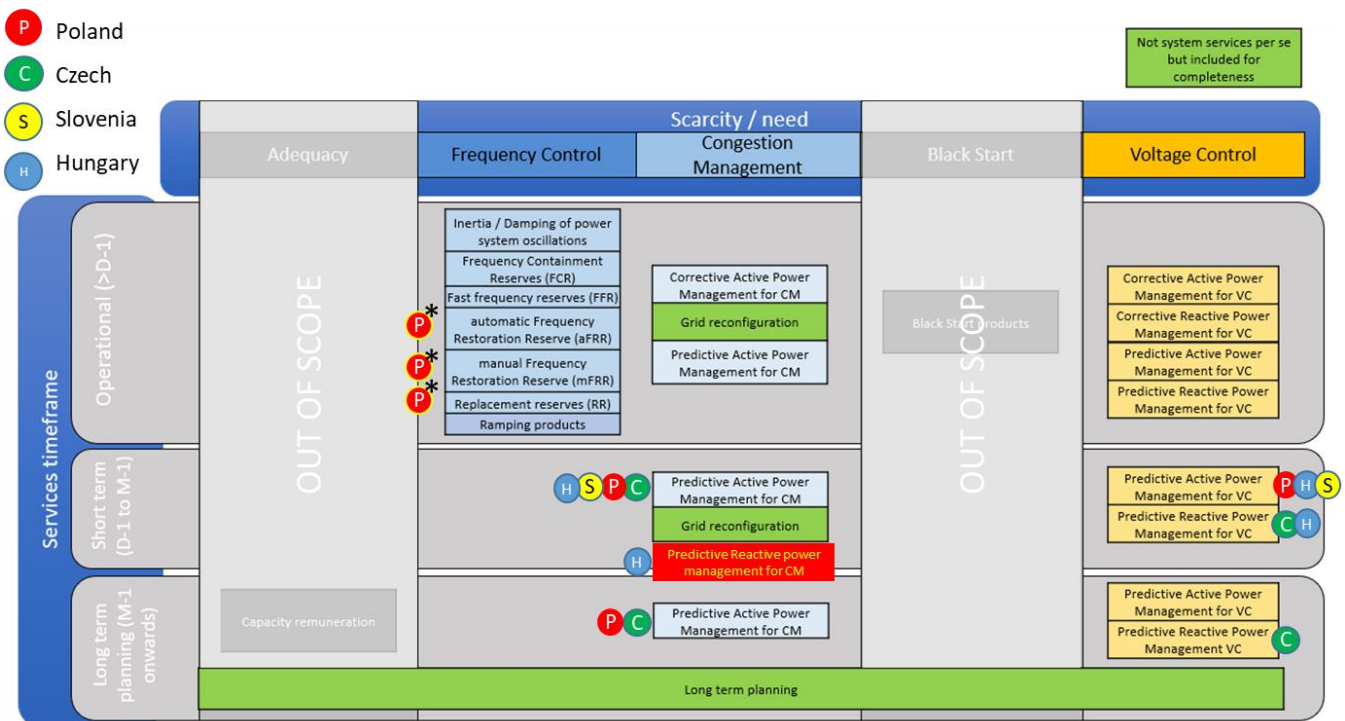 P Poland
C Czech
S Slovenia
H Hungary
Not system services per se
but included for
completeness
Scarcity / need
Adequacy
Frequency Control
Congestion
Management
Black Start
Voltage Control
Services timeframe
Operational (>D-1)
OUT OF SCOPE
Inertia / Damping of power
system oscillations
Frequency Containment
Reserves (FCR)
Fast frequency reserves (FFR)
P*
automatic Frequency
Restoration Reserve (aFRR)
P*
manual Frequency
Restoration Reserve (mFRR)
P*
Replacement reserves (RR)
Ramping products
Corrective Active Power
Management for CM
Grid reconfiguration
Predictive Active Power
Management for CM
Black Start products
OUT OF SCOPE
Corrective Active Power
Management for VC
Corrective Reactive Power
Management for VC
Predictive Active Power
Management for VC
Predictive Reactive Power
Management for VC
Short term
(D-1 to M-1)
H S P C
Predictive Active Power
Management for CM
Grid reconfiguration
H
Predictive Reactive power
management for CM
Predictive Active Power
Management for VC
P H S
Predictive Reactive Power
Management for VC
C H
Long term
planning (M-1
onwards)
Capacity remuneration
P C
Predictive Active Power
Management for CM
Predictive Active Power
Management for VC
Predictive Reactive Power
Management VC
C
Long term planning